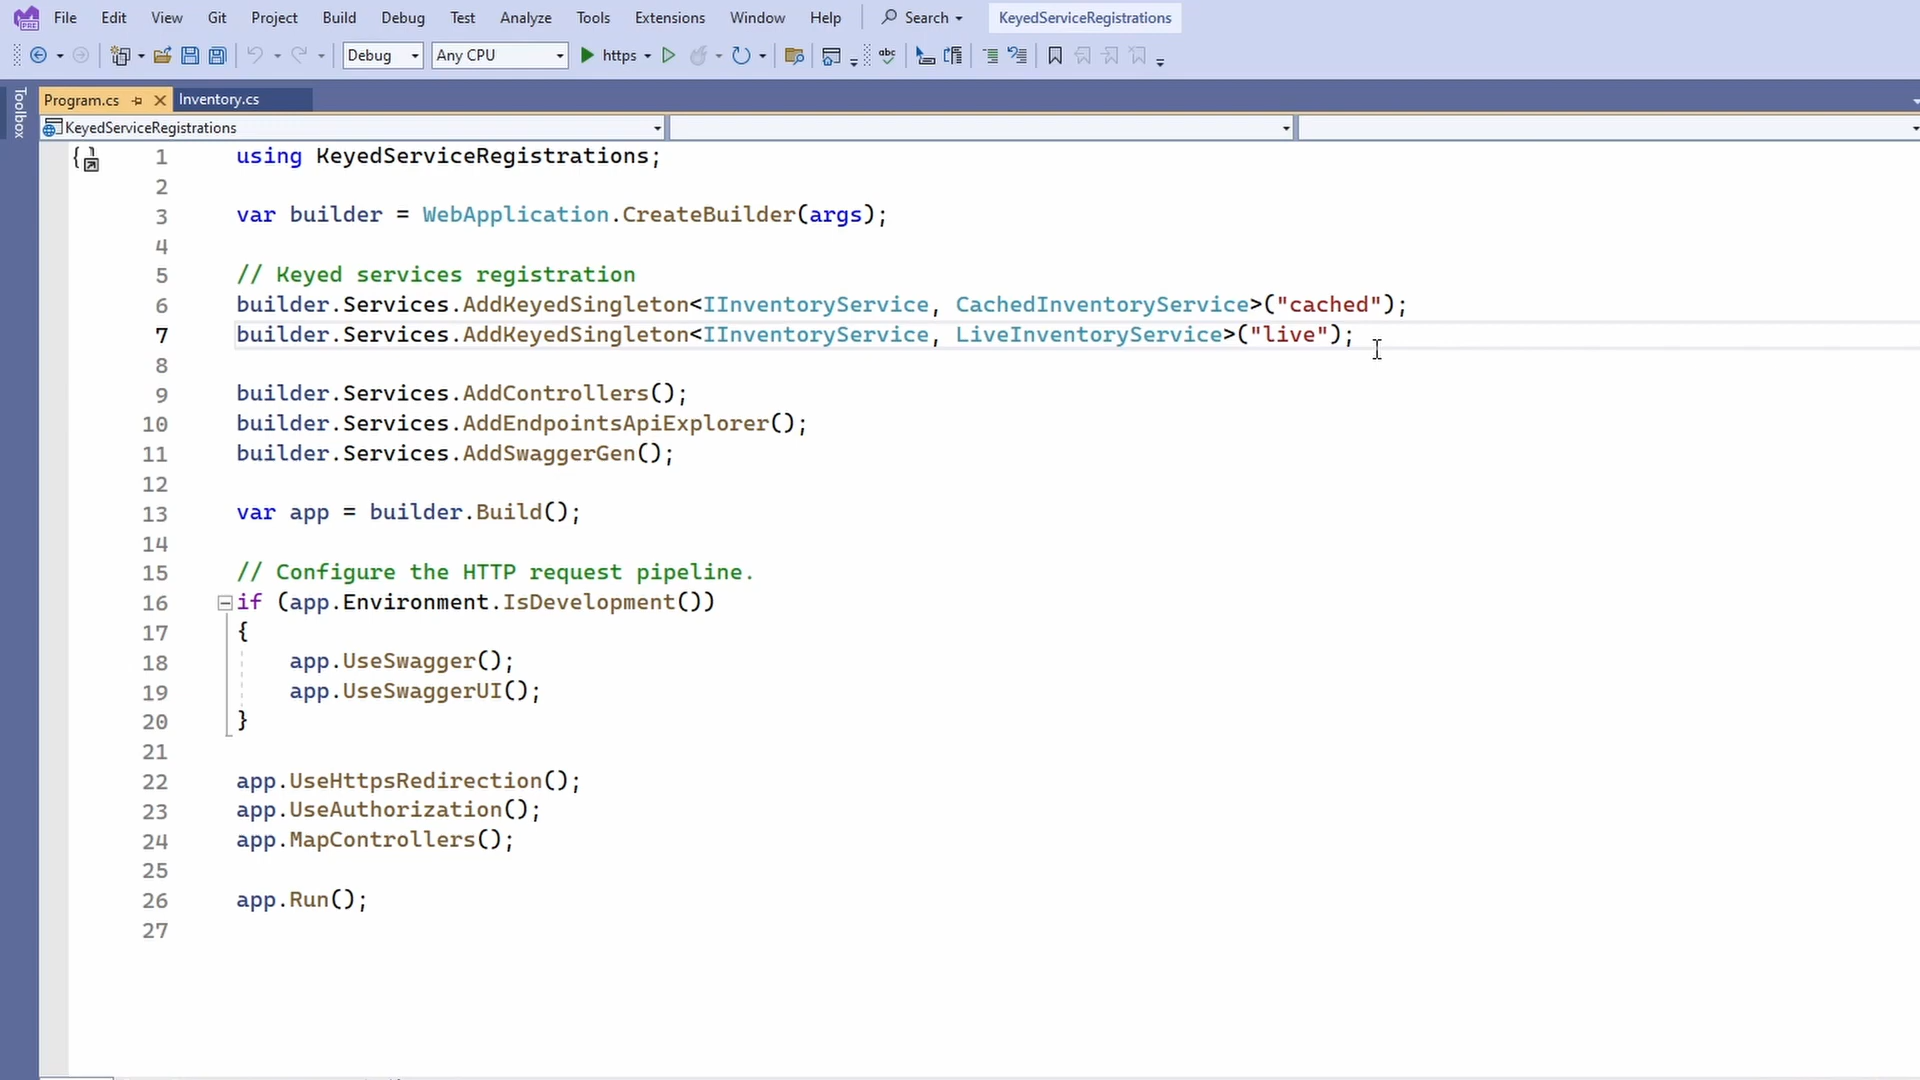 File Edit View Git Project Build Debug Test Analyze Tools Extensions Window Help Search KeyedServiceRegistrations
Debug Any CPU https abc
Toolbox
Program.cs Inventory.cs
KeyedServiceRegistrations
1 using KeyedServiceRegistrations;
2
3 var builder = WebApplication.CreateBuilder(args);
4
5 // Keyed services registration
6 builder.Services.AddKeyedSingleton<IInventoryService, CachedInventoryService>("cached");
7 builder.Services.AddKeyedSingleton<IInventoryService, LiveInventoryService>("live");
8
9 builder.Services.AddControllers();
10 builder.Services.AddEndpointsApiExplorer();
11 builder.Services.AddSwaggerGen();
12
13 var app = builder.Build();
14
15 // Configure the HTTP request pipeline.
16 if (app.Environment.IsDevelopment())
17 {
18 app.UseSwagger();
19 app.UseSwaggerUI();
20 }
21
22 app.UseHttpsRedirection();
23 app.UseAuthorization();
24 app.MapControllers();
25
26 app.Run();
27